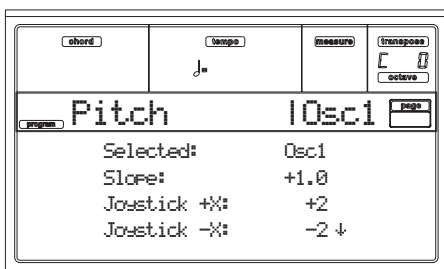 chord tempo measure transpose
♩= C 0
octave
program Pitch |Osc1 page
Selected: Osc1
Slope: +1.0
Joystick +X: +2
Joystick -X: -2 ↓